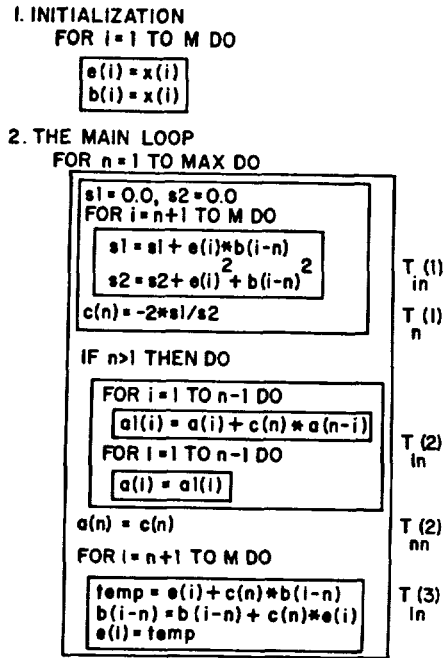 1. INITIALIZATION
FOR i=1 TO M DO
e(i)=x(i)
b(i)=x(i)
2. THE MAIN LOOP
FOR n=1 TO MAX DO
s1=0.0, s2=0.0
FOR i=n+1 TO M DO
s1=s1+e(i)*b(i-n)
s2=s2+e(i)²+b(i-n)²
T in (1)
c(n)=-2*s1/s2
T n (1)
IF n>1 THEN DO
FOR i=1 TO n-1 DO
a1(i)=a(i)+c(n)*a(n-i)
FOR i=1 TO n-1 DO
T in (2)
a(i)=a1(i)
a(n)=c(n)
T nn (2)
FOR i=n+1 TO M DO
temp=e(i)+c(n)*b(i-n)
b(i-n)=b(i-n)+c(n)*e(i)
T in (3)
e(i)=temp